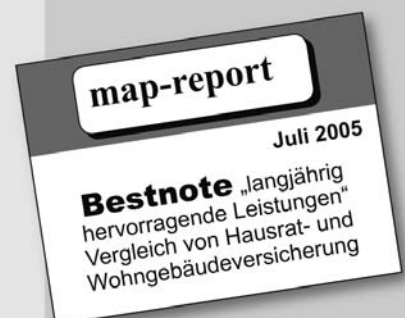 map-report
Juli 2005
Bestnote „langjährig
hervorragende Leistungen“
Vergleich von Hausrat- und
Wohngebäudeversicherung